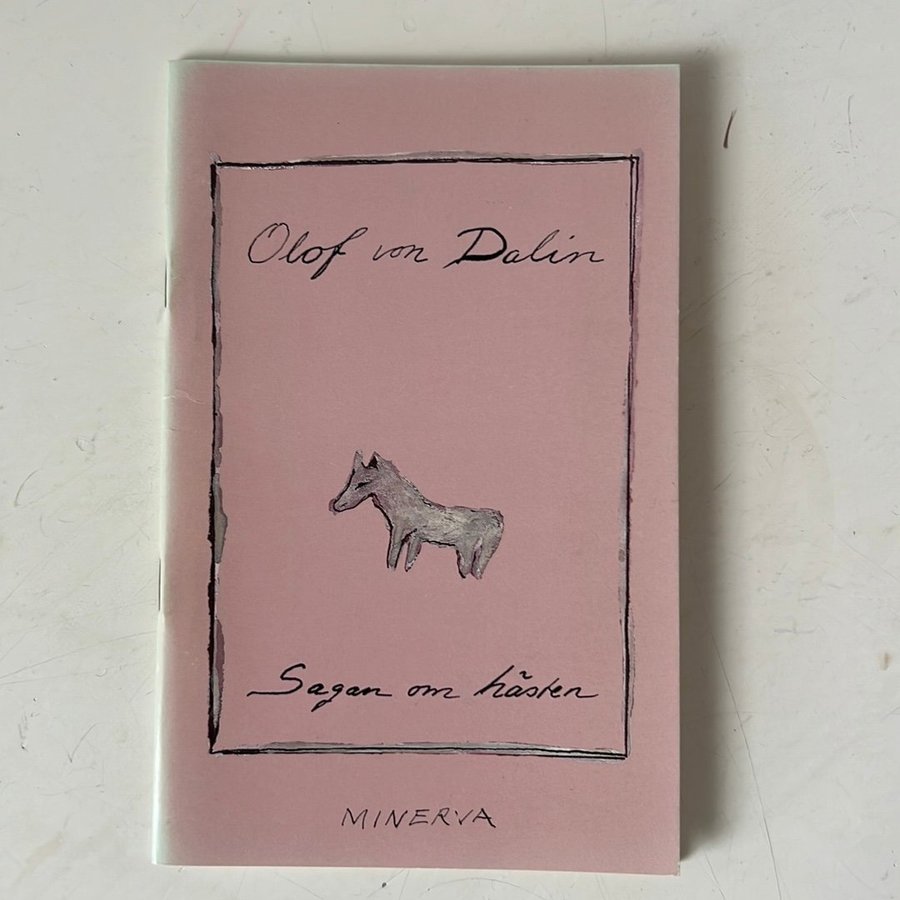 Olof von Dalin
Sagan om hästen
MINERVA